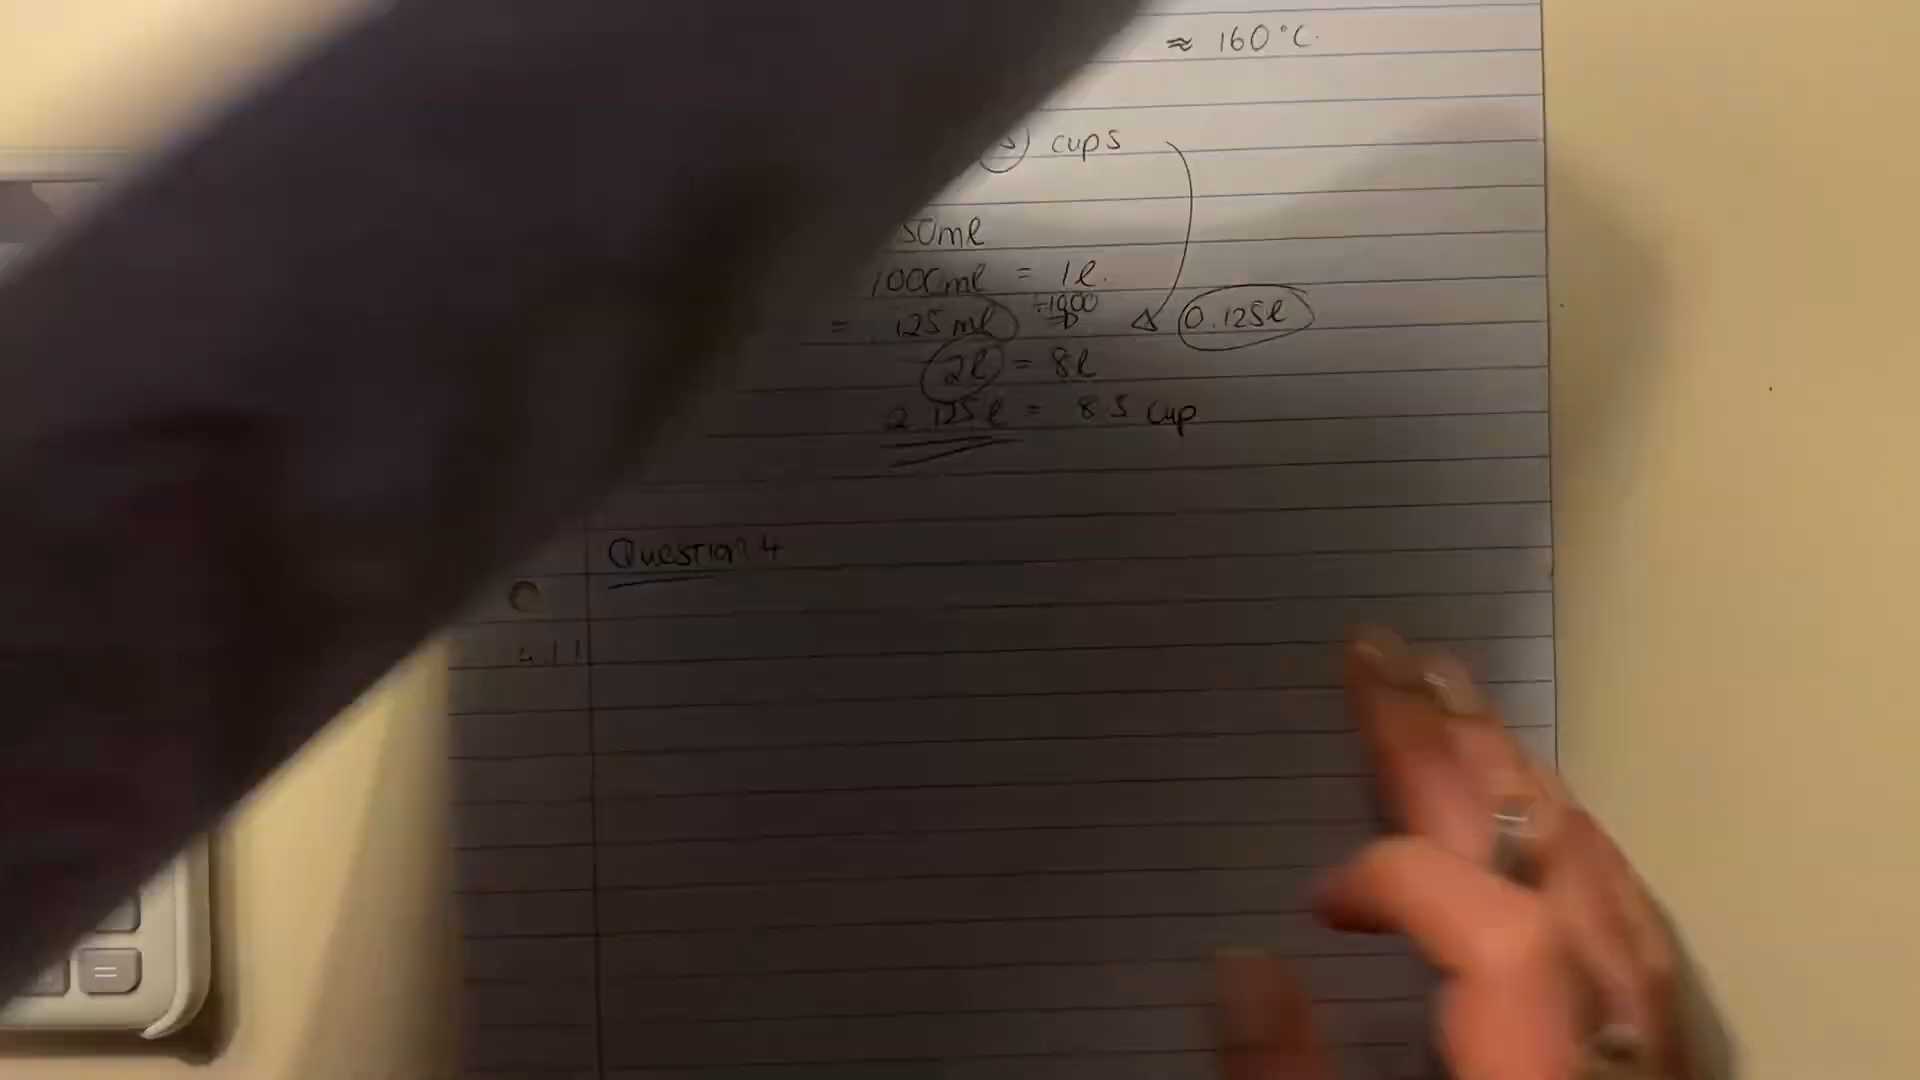 ≈ 160°C.
cups
50ml
1000ml = 1l.
= 125ml ÷1000 0.125l
2l = 8l
2.125l = 8.5 cup
Question 4
4.1.1
=